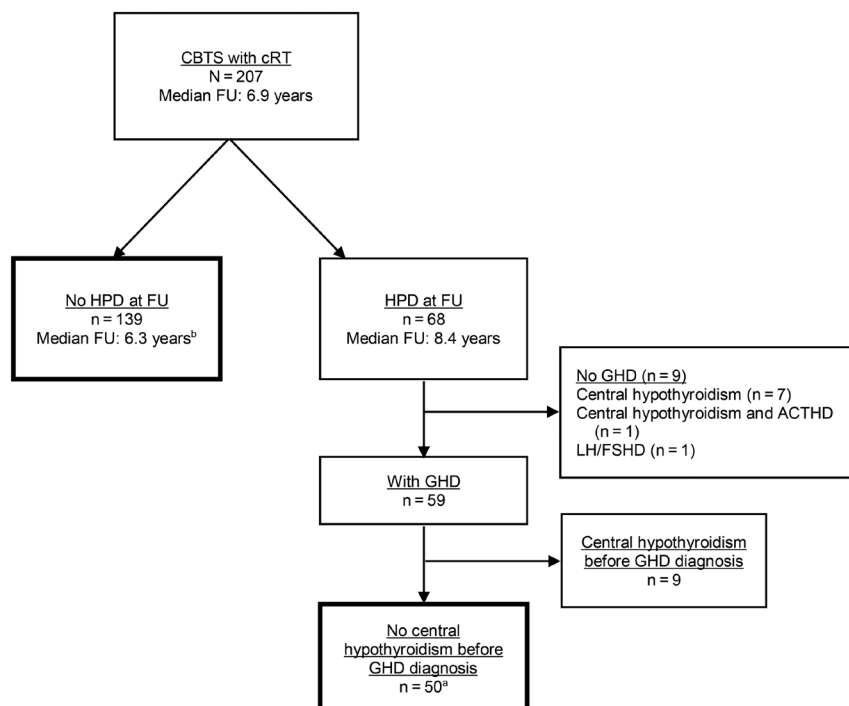 CBTS with cRT
N = 207
Median FU: 6.9 years
No HPD at FU
n = 139
Median FU: 6.3 yearsᵇ
HPD at FU
n = 68
Median FU: 8.4 years
No GHD (n = 9)
Central hypothyroidism (n = 7)
Central hypothyroidism and ACTHD
(n = 1)
LH/FSHD (n = 1)
With GHD
n = 59
Central hypothyroidism
before GHD diagnosis
n = 9
No central
hypothyroidism before
GHD diagnosis
n = 50ᵃ